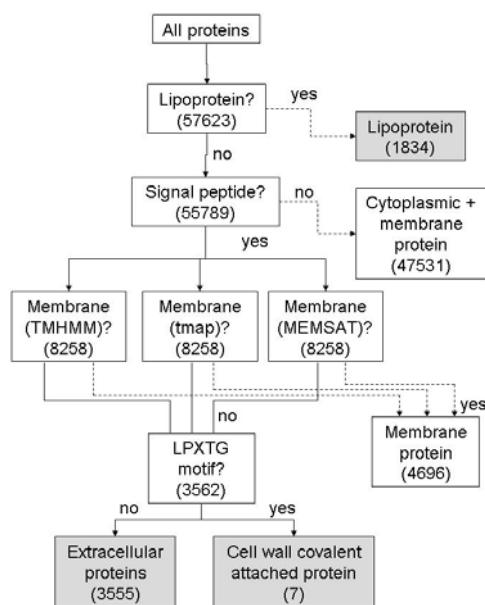 All proteins
Lipoprotein?
(57623)
yes
Lipoprotein
(1834)
no
Signal peptide?
(55789)
no
Cytoplasmic +
membrane
protein
(47531)
yes
Membrane
(TMHMM)?
(8258)
Membrane
(tmap)?
(8258)
Membrane
(MEMSAT)?
(8258)
no
yes
Membrane
protein
(4696)
LPXTG
motif?
(3562)
no
yes
Extracellular
proteins
(3555)
Cell wall covalent
attached protein
(7)